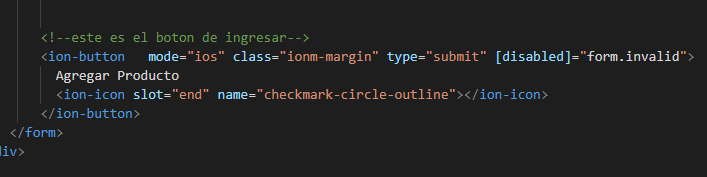 <!--este es el boton de ingresar-->
<ion-button   mode="ios" class="ionm-margin" type="submit" [disabled]="form.invalid">
Agregar Producto
<ion-icon slot="end" name="checkmark-circle-outline"></ion-icon>
</ion-button>
</form>
div>